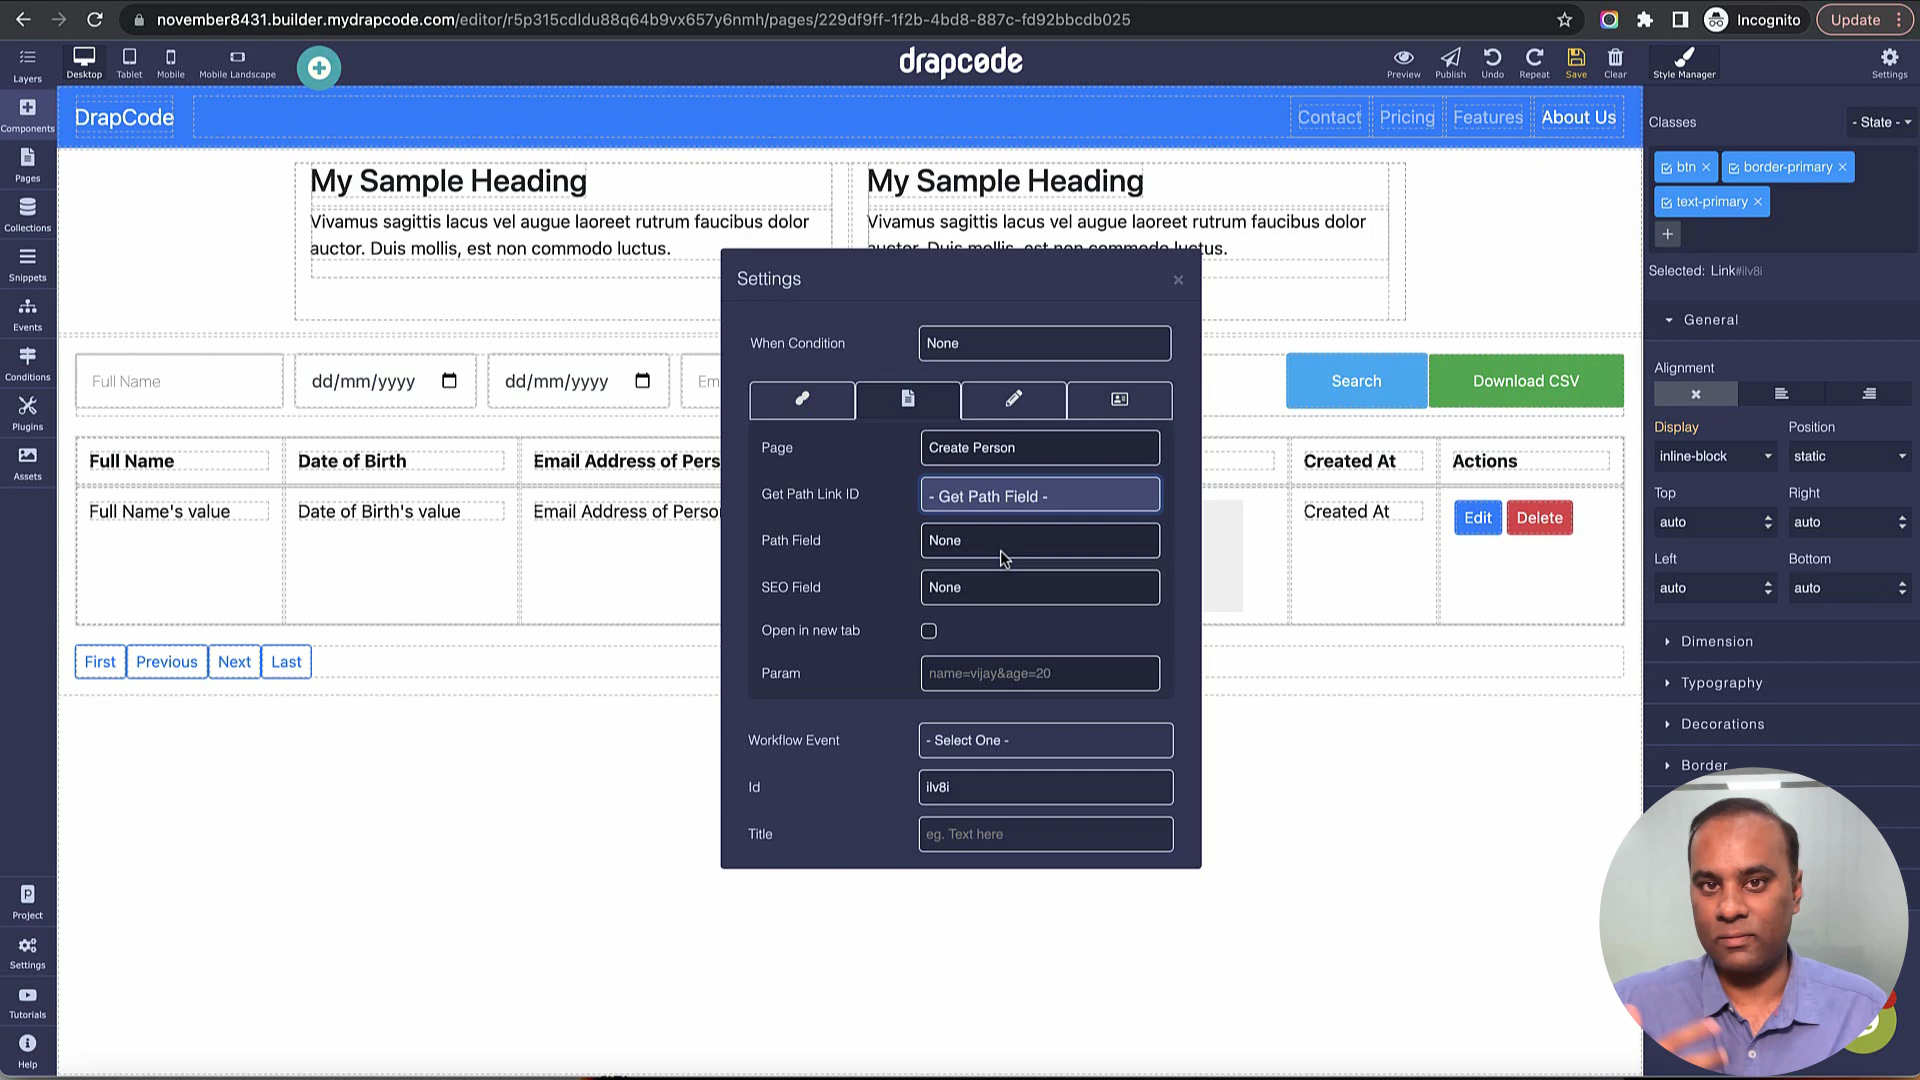 november8431.builder.mydrapcode.com/editor/r5p315cdldu88q64b9vx657y6nmh/pages/229df9ff-1f2b-4bd8-887c-fd92bbcdb025
Incognito
Update
Layers
Desktop
Tablet
Mobile
Mobile Landscape
drapcode
Preview
Publish
Undo
Repeat
Save
Clear
Style Manager
Settings
Components
Pages
Collections
Snippets
Events
Conditions
Plugins
Assets
Project
Settings
Tutorials
Help
DrapCode
Contact
Pricing
Features
About Us
My Sample Heading
Vivamus sagittis lacus vel augue laoreet rutrum faucibus dolor
auctor. Duis mollis, est non commodo luctus.
My Sample Heading
Vivamus sagittis lacus vel augue laoreet rutrum faucibus dolor
auctor. Duis mollis, est non commodo luctus.
Full Name
dd/mm/yyyy
dd/mm/yyyy
Em
Search
Download CSV
Full Name
Date of Birth
Email Address of Pers
Created At
Actions
Full Name's value
Date of Birth's value
Email Address of Perso
Created At
Edit
Delete
First
Previous
Next
Last
Settings
×
When Condition
None
Page
Create Person
Get Path Link ID
- Get Path Field -
Path Field
None
SEO Field
None
Open in new tab
Param
name=vijay&age=20
Workflow Event
- Select One -
Id
ilv8i
Title
eg. Text here
Classes
- State -
btn ×
border-primary ×
text-primary ×
+
Selected: Link#ilv8i
General
Alignment
Display
Position
inline-block
static
Top
Right
auto
auto
Left
Bottom
auto
auto
Dimension
Typography
Decorations
Border